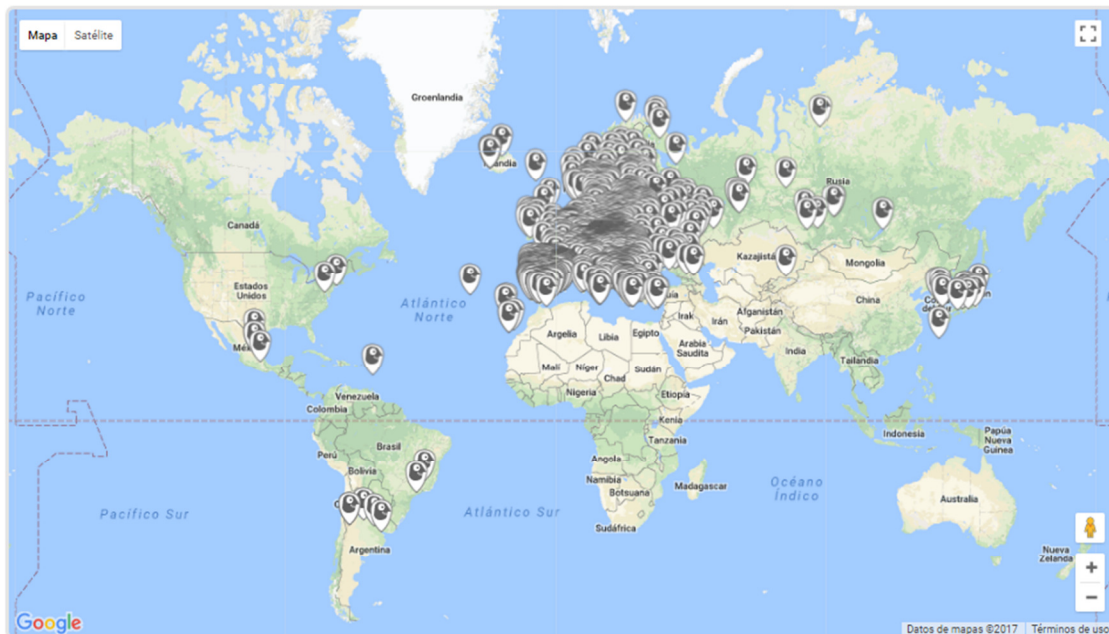 Mapa
Satélite
Groenlandia
Rusia
Canadá
Kazajistá
Mongolia
Estados
Unidos
Pacífico
Norte
Atlántico
Norte
China
Afganistán
Irak
Irán
Pakistán
Argelia
Libia
Egipto
Arabia
Saudita
India
Malí
Níger
Chad
Sudán
Tailandia
Nigeria
Etiopía
Venezuela
Colombia
Kenia
Indonesia
Papúa
Nueva
Guinea
Tanzania
Brasil
Perú
Angola
Bolivia
Namibia
Botsuana
Madagascar
Océano
Índico
Australia
Pacífico Sur
Atlántico Sur
Sudáfrica
Argentina
Nueva
Zelanda
Google
Datos de mapas ©2017
Términos de uso